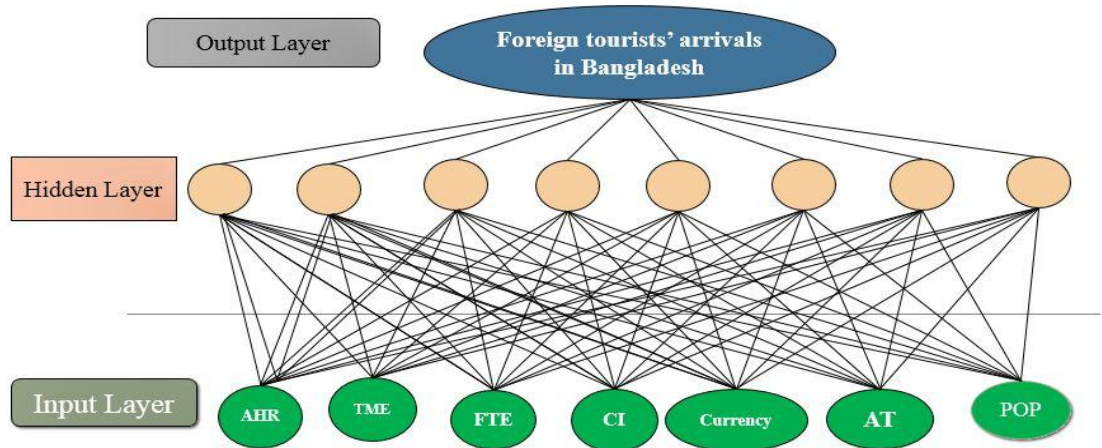 Output Layer
Foreign tourists’ arrivals
in Bangladesh
Hidden Layer
Input Layer
AHR
TME
FTE
CI
Currency
AT
POP